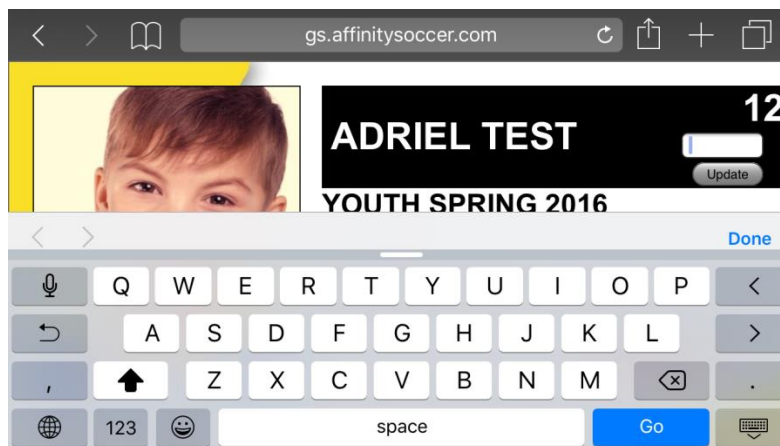 gs.affinitysoccer.com
12
ADRIEL TEST
Update
YOUTH SPRING 2016
Done
Q W E R T Y U I O P
A S D F G H J K L
, Z X C V B N M .
123 space Go